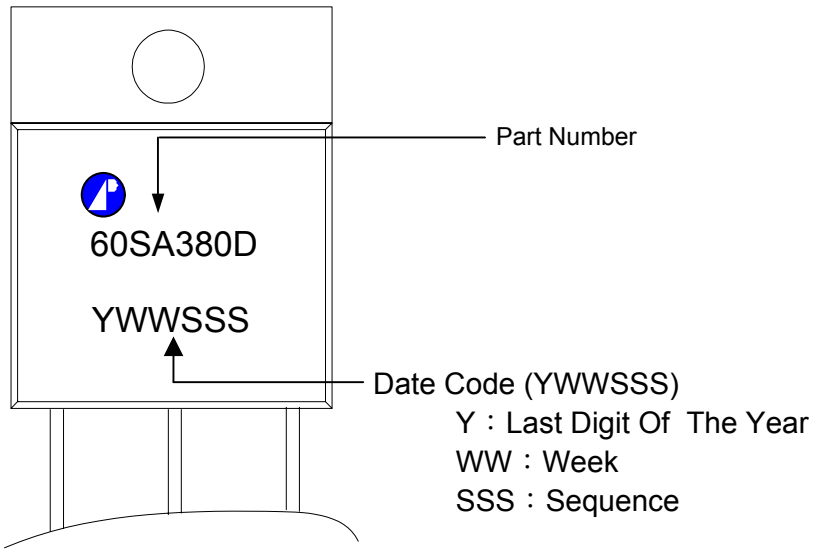 Part Number
60SA380D
YWWSSS
Date Code (YWWSSS)
Y：Last Digit Of The Year
WW：Week
SSS：Sequence